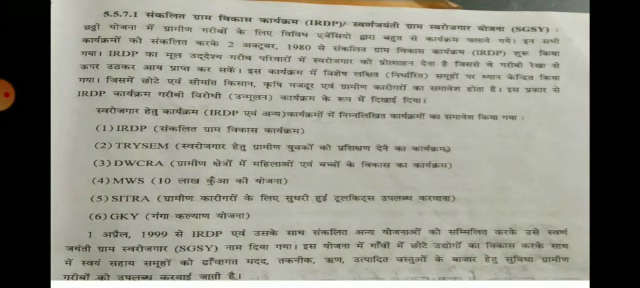 5.5.7.1 संकलित ग्राम विकास कार्यक्रम (IRDP)/ स्वर्णजयंती ग्राम स्वरोजगार योजना (SGSY) :
छठ्ठी योजना में ग्रामीण गरीबों के लिए विविध एजेंसियो द्वारा बहुत से कार्यक्रम चलाने गये। इन सभी
कार्यक्रमों को संकलित करके 2 अक्टूबर, 1980 से संकलित ग्राम विकास कार्यक्रम (IRDP) शुरू किया
गया। IRDP का मूल उद्देश्य गरीब परिवारों में स्वरोजगार को प्रोत्साहन देना है जिससे वे गरीबी रेखा से
ऊपर उठकर आय प्राप्त कर सकें। इस कार्यक्रम में विशेष लक्षित (निर्धारित) समूहों पर ध्यान केन्द्रित किया
गया। जिसमें छोटे एवं सीमांत किसान, कृषि मजदूर एवं ग्रामीण कारीगरों का समावेश होता है। इस प्रकार से
IRDP कार्यक्रम गरीबी विरोधी (उन्मूलन) कार्यक्रम के रूप में दिखाई दिया।
स्वरोजगार हेतु कार्यक्रम (IRDP एवं अन्य)कार्यक्रमों में निम्नलिखित कार्यक्रमों का समावेश किया गया :
(1) IRDP (संकलित ग्राम विकास कार्यक्रम)
(2) TRYSEM (स्वरोजगार हेतु ग्रामीण युवकों को प्रशिक्षण देने का कार्यक्रम)
(3) DWCRA (ग्रामीण क्षेत्रों में महिलाओं एवं बच्चों के विकास का कार्यक्रम)
(4) MWS (10 लाख कुँआ की योजना)
(5) SITRA (ग्रामीण कारीगरों के लिए सुधरी हुई टूलकिट्स उपलब्ध करवाना)
(6) GKY (गंगा कल्याण योजना)
1 अप्रैल, 1999 से IRDP एवं उसके साथ संकलित अन्य योजनाओं को सम्मिलित करके उसे स्वर्ण
जयंती ग्राम स्वरोजगार (SGSY) नाम दिया गया। इस योजना में गाँवों में छोटे उद्योगों का विकास करके साथ
में स्वयं सहाय समूहों को ढाँचागत मदद, तकनीक, ऋण, उत्पादित वस्तुओं के बाजार हेतु सुविधा ग्रामीण
गरीबों को उपलब्ध करवाई जाती है।